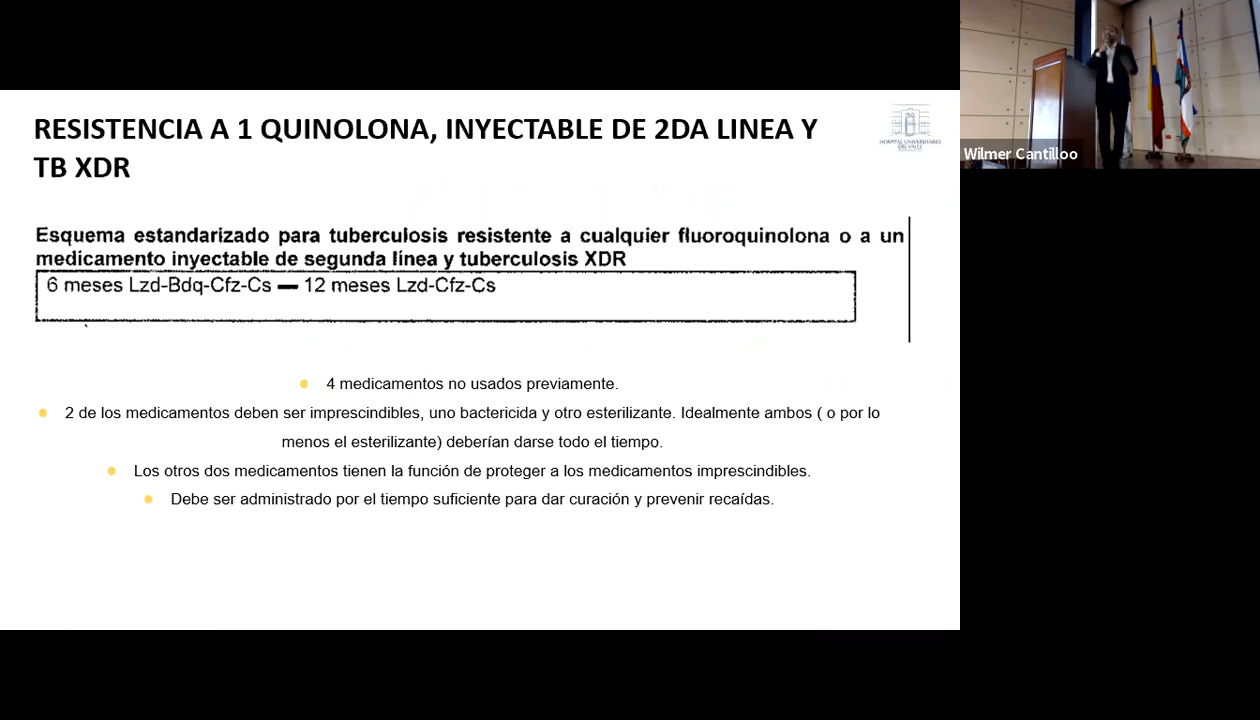 RESISTENCIA A 1 QUINOLONA, INYECTABLE DE 2DA LINEA Y
TB XDR
HOSPITAL UNIVERSITARIO
DEL VALLE
Esquema estandarizado para tuberculosis resistente a cualquier fluoroquinolona o a un
medicamento inyectable de segunda línea y tuberculosis XDR
6 meses Lzd-Bdq-Cfz-Cs — 12 meses Lzd-Cfz-Cs
4 medicamentos no usados previamente.
2 de los medicamentos deben ser imprescindibles, uno bactericida y otro esterilizante. Idealmente ambos ( o por lo
menos el esterilizante) deberían darse todo el tiempo.
Los otros dos medicamentos tienen la función de proteger a los medicamentos imprescindibles.
Debe ser administrado por el tiempo suficiente para dar curación y prevenir recaídas.
Wilmer Cantilloo